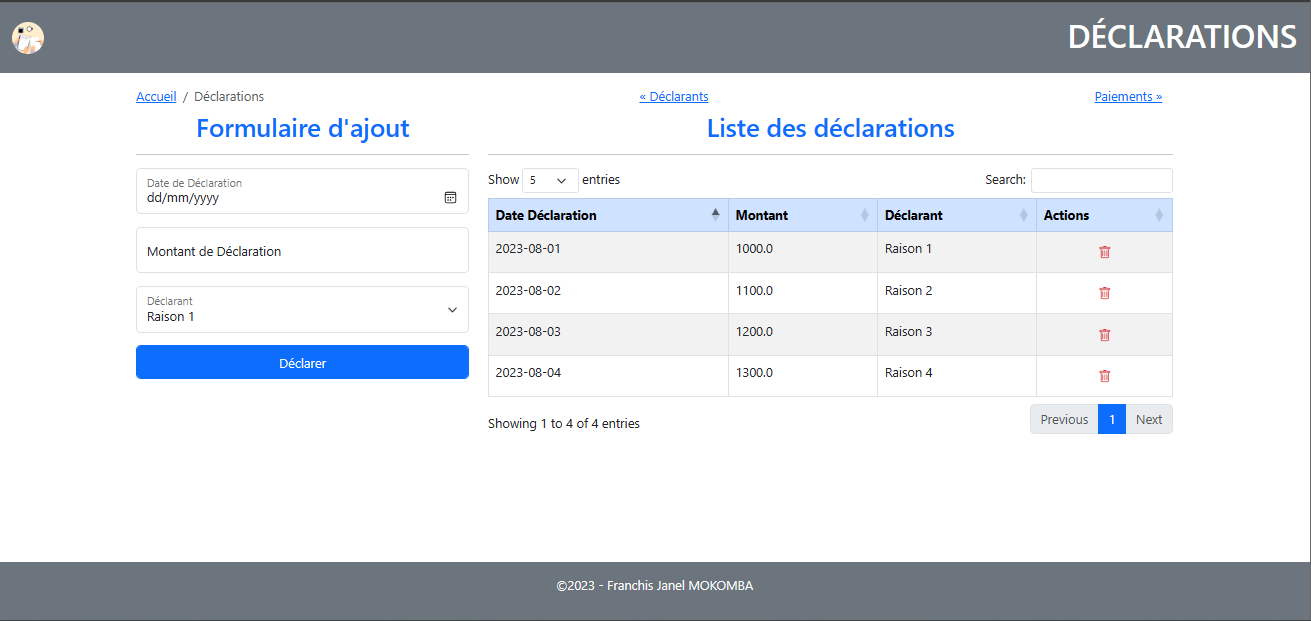 DÉCLARATIONS
Accueil / Déclarations
« Déclarants
Paiements »
Formulaire d'ajout
Date de Déclaration
dd/mm/yyyy
Montant de Déclaration
Déclarant
Raison 1
Déclarer
Liste des déclarations
Show 5 entries
Search:
Date Déclaration Montant Déclarant Actions
2023-08-01 1000.0 Raison 1
2023-08-02 1100.0 Raison 2
2023-08-03 1200.0 Raison 3
2023-08-04 1300.0 Raison 4
Showing 1 to 4 of 4 entries
Previous 1 Next
©2023 - Franchis Janel MOKOMBA